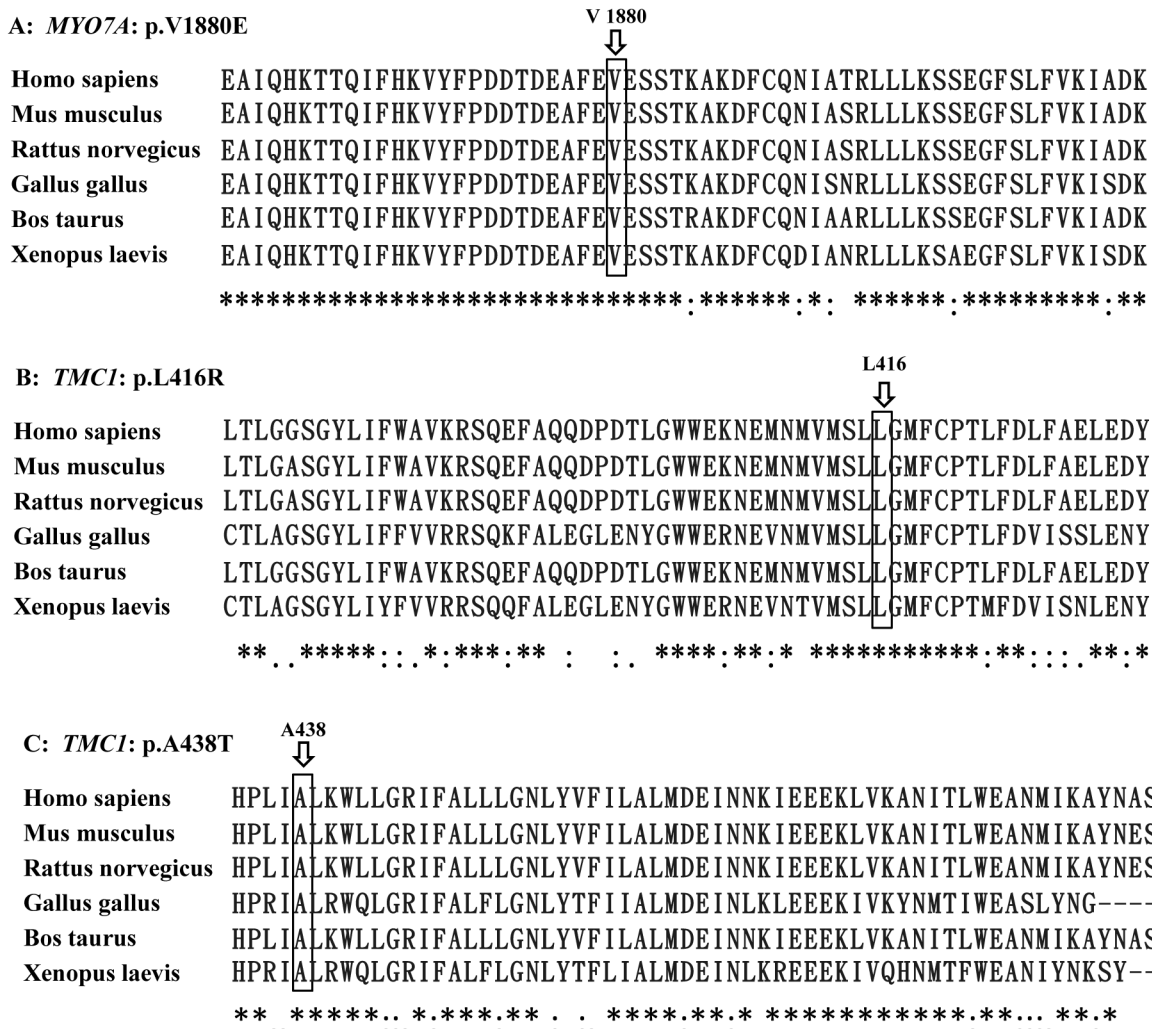 A: MYO7A: p.V1880E
V 1880
Homo sapiens EAIQHKTTQIFHKVYFPDDTDEAFEVESSTKAKDFCQNIATRLLLKSSEGFSLFVKIADK
Mus musculus EAIQHKTTQIFHKVYFPDDTDEAFEVESSTKAKDFCQNIASRLLLKSSEGFSLFVKIADK
Rattus norvegicus EAIQHKTTQIFHKVYFPDDTDEAFEVESSTKAKDFCQNIASRLLLKSSEGFSLFVKIADK
Gallus gallus EAIQHKTTQIFHKVYFPDDTDEAFEVESSTKAKDFCQNISNRLLLKSSEGFSLFVKISDK
Bos taurus EAIQHKTTQIFHKVYFPDDTDEAFEVESSTRAKDFCQNIAARLLLKSSEGFSLFVKIADK
Xenopus laevis EAIQHKTTQIFHKVYFPDDTDEAFEVESSTKAKDFCQDIANRLLLKSAEGFSLFVKISDK
******************************:******:*: ******:*********:**
B: TMC1: p.L416R
L416
Homo sapiens LTLGGSGYLIFWAVKRSQEFAQQDPDTLGWWEKNEMNMVMSLLGMFCPTLFDLFAELEDY
Mus musculus LTLGASGYLIFWAVKRSQEFAQQDPDTLGWWEKNEMNMVMSLLGMFCPTLFDLFAELEDY
Rattus norvegicus LTLGASGYLIFWAVKRSQEFAQQDPDTLGWWEKNEMNMVMSLLGMFCPTLFDLFAELEDY
Gallus gallus CTLAGSGYLIFFVVRRSQKFALEGLENYGWWERNEVNMVMSLLGMFCPTLFDVISSLENY
Bos taurus LTLGGSGYLIFWAVKRSQEFAQQDPDTLGWWEKNEMNMVMSLLGMFCPTLFDLFAELEDY
Xenopus laevis CTLAGSGYLIYFVVRRSQQFALEGLENYGWWERNEVNTVMSLLGMFCPTMFDVISNLENY
**..*****::.*:***:** :  :. ****:**:* ***********:**::::**:*
C: TMC1: p.A438T
A438
Homo sapiens HPLIALKWLLGRIFALLLGNLYVFILALMDEINNKIEEEKLVKANITLWEANMIKAYNAS
Mus musculus HPLIALKWLLGRIFALLLGNLYVFILALMDEINNKIEEEKLVKANITLWEANMIKAYNES
Rattus norvegicus HPLIALKWLLGRIFALLLGNLYVFILALMDEINNKIEEEKLVKANITLWEANMIKAYNES
Gallus gallus HPRIALRWQLGRIFALFLGNLYTFIIALMDEINLKLEEEKIVKYNMTIWEASLYNG----
Bos taurus HPLIALKWLLGRIFALLLGNLYVFILALMDEINNKIEEEKLVKANITLWEANMIKAYNAS
Xenopus laevis HPRIALRWQLGRIFALFLGNLYTFLIALMDEINLKREEEKIVQHNMTFWEANIYNKSY--